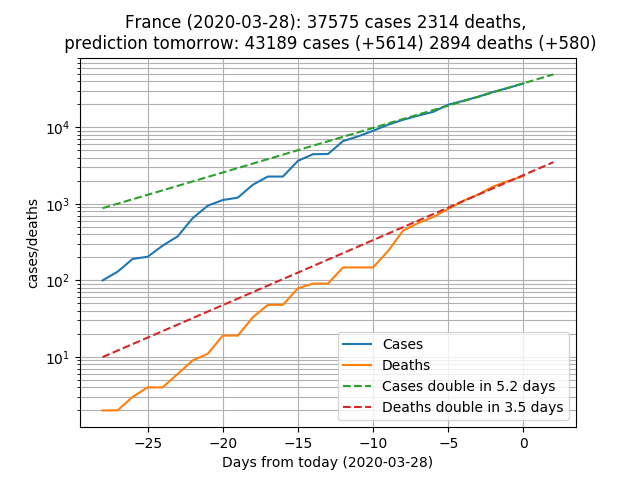 France (2020-03-28): 37575 cases 2314 deaths,
prediction tomorrow: 43189 cases (+5614) 2894 deaths (+580)
cases/deaths
10^4
10^3
10^2
10^1
Cases
Deaths
Cases double in 5.2 days
Deaths double in 3.5 days
−25 −20 −15 −10 −5 0
Days from today (2020-03-28)